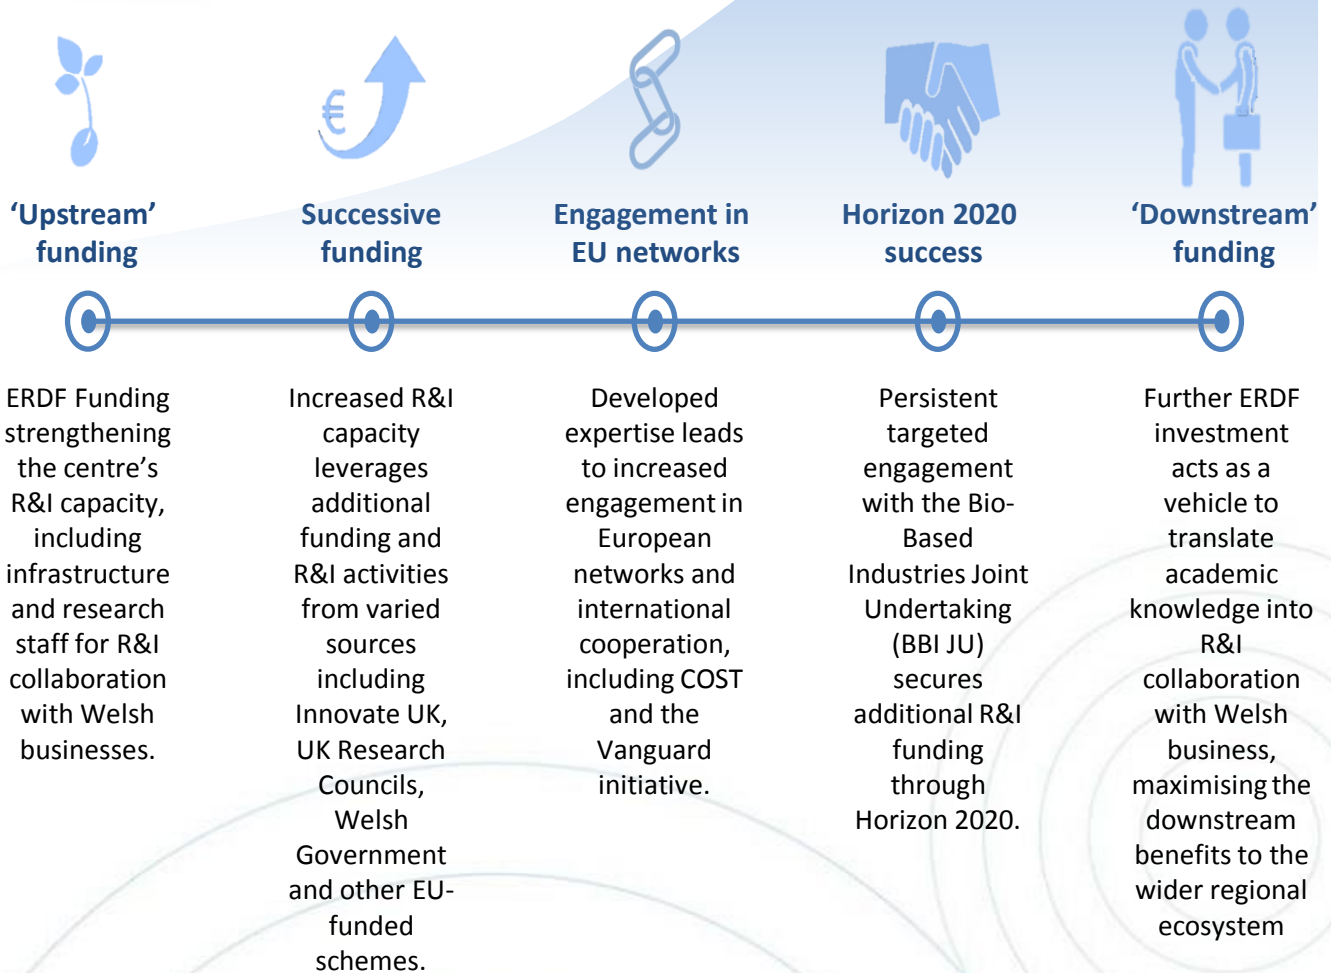 €
‘Upstream’
funding
Successive
funding
Engagement in
EU networks
Horizon 2020
success
‘Downstream’
funding
ERDF Funding
strengthening
the centre’s
R&I capacity,
including
infrastructure
and research
staff for R&I
collaboration
with Welsh
businesses.
Increased R&I
capacity
leverages
additional
funding and
R&I activities
from varied
sources
including
Innovate UK,
UK Research
Councils,
Welsh
Government
and other EU-
funded
schemes.
Developed
expertise leads
to increased
engagement in
European
networks and
international
cooperation,
including COST
and the
Vanguard
initiative.
Persistent
targeted
engagement
with the Bio-
Based
Industries Joint
Undertaking
(BBI JU)
secures
additional R&I
funding
through
Horizon 2020.
Further ERDF
investment
acts as a
vehicle to
translate
academic
knowledge into
R&I
collaboration
with Welsh
business,
maximising the
downstream
benefits to the
wider regional
ecosystem